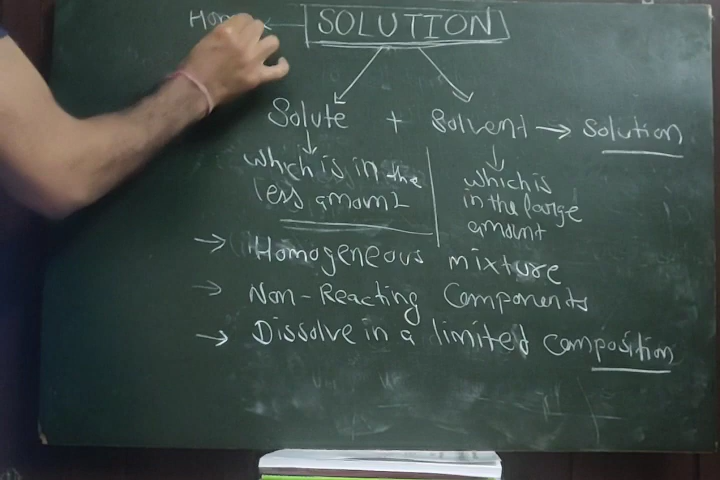 SOLUTION
Solute + Solvent → Solution
which is in the
less amount
which is
in the large
amount
→ Homogeneous mixture
→ Non-Reacting Components
→ Dissolve in a limited composition